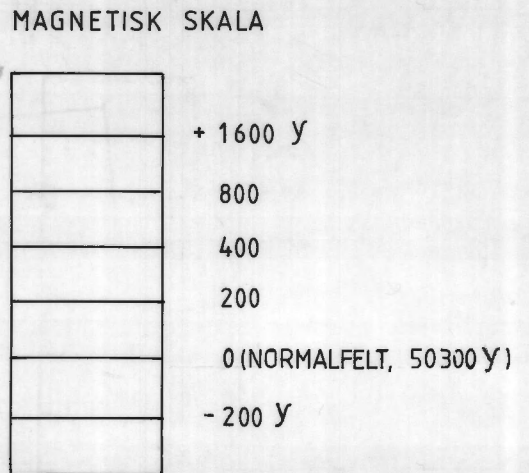 MAGNETISK SKALA
+ 1600 γ
800
400
200
0 (NORMALFELT, 50300 γ)
- 200 γ